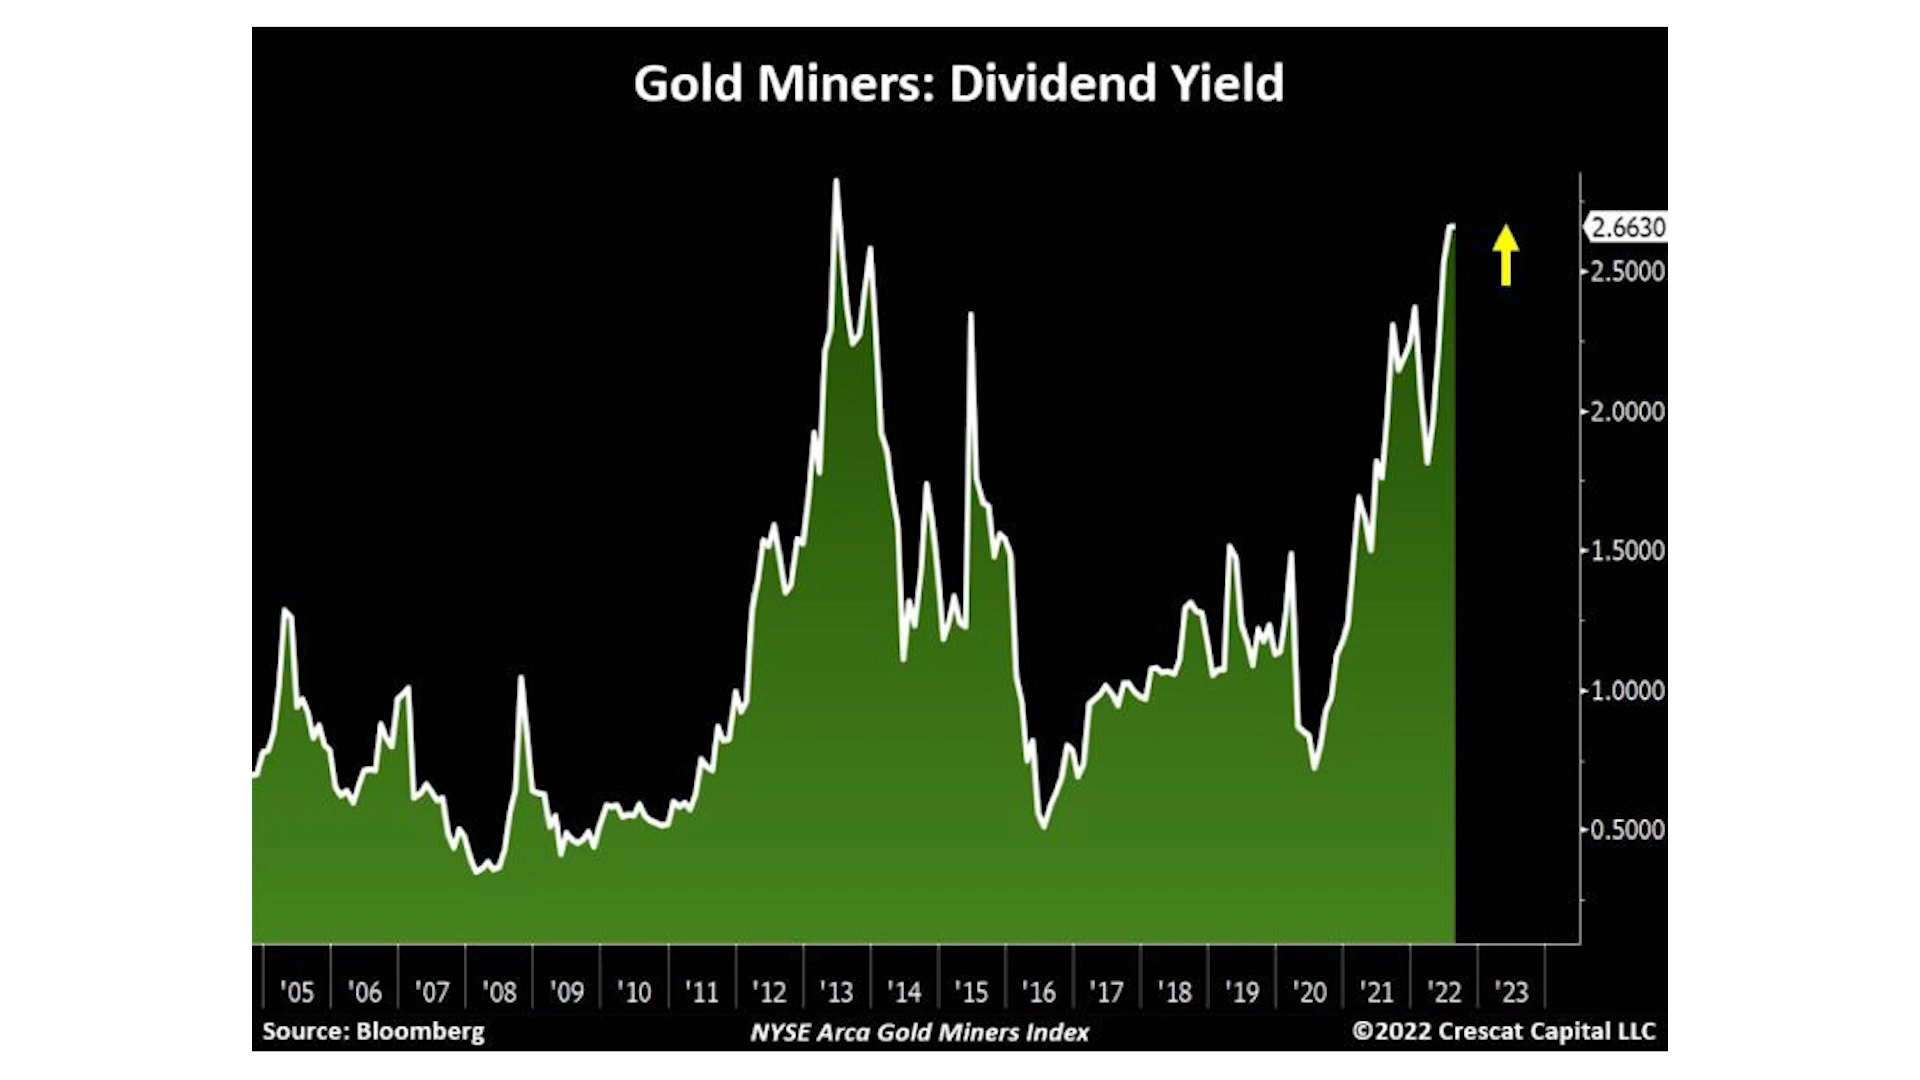 Gold Miners: Dividend Yield
2.6630
2.5000
2.0000
1.5000
1.0000
0.5000
'05 '06 '07 '08 '09 '10 '11 '12 '13 '14 '15 '16 '17 '18 '19 '20 '21 '22 '23
Source: Bloomberg NYSE Arca Gold Miners Index ©2022 Crescat Capital LLC